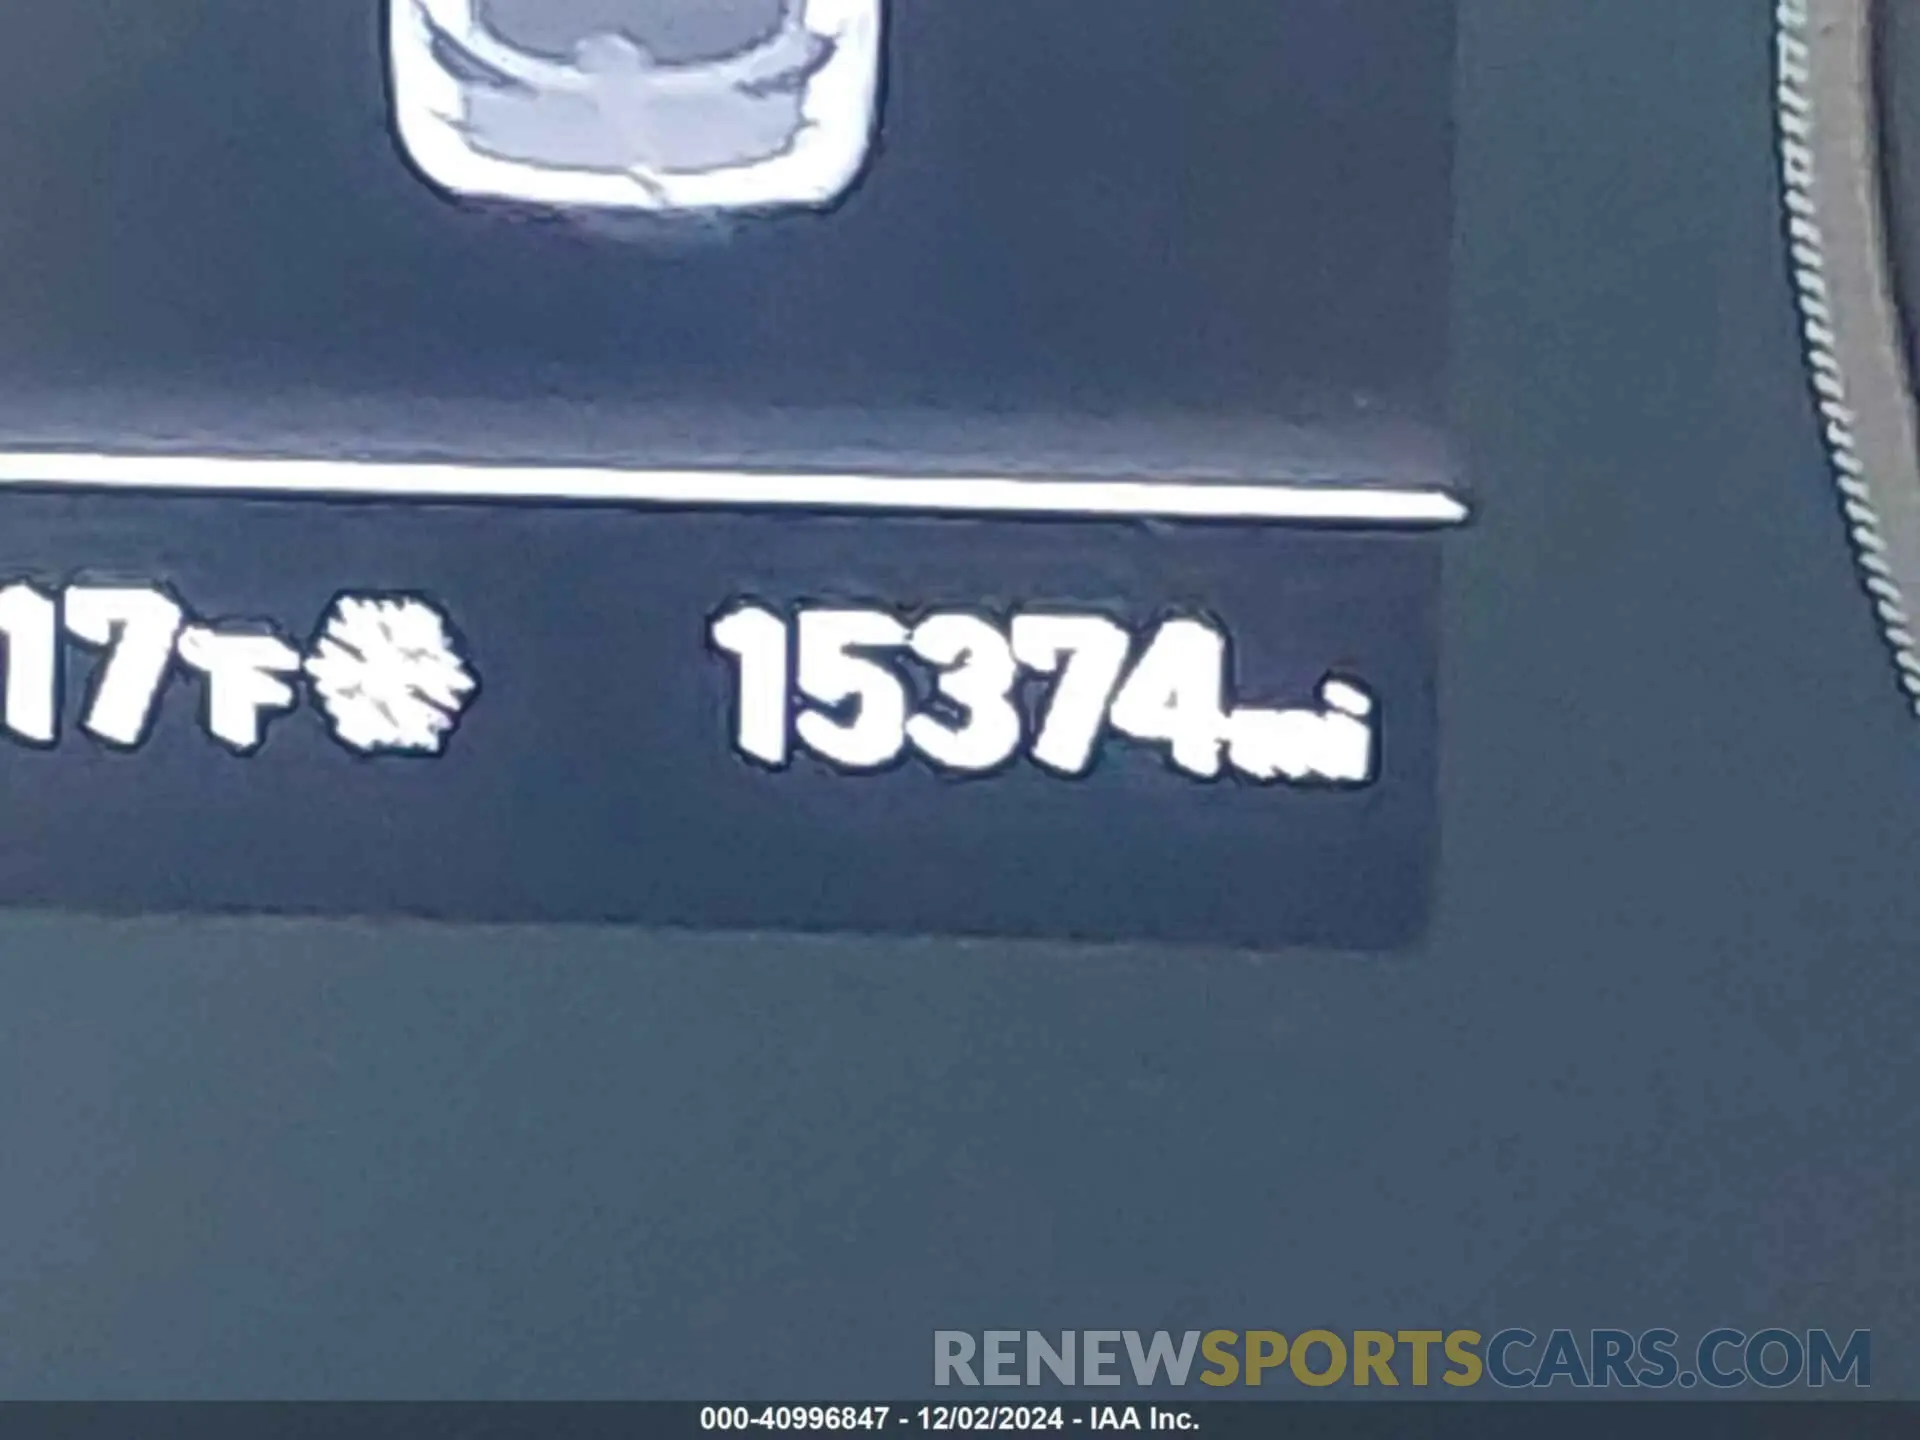 17°F 15374mi
RENEWSPORTSCARS.COM
000-40996847 - 12/02/2024 - IAA Inc.